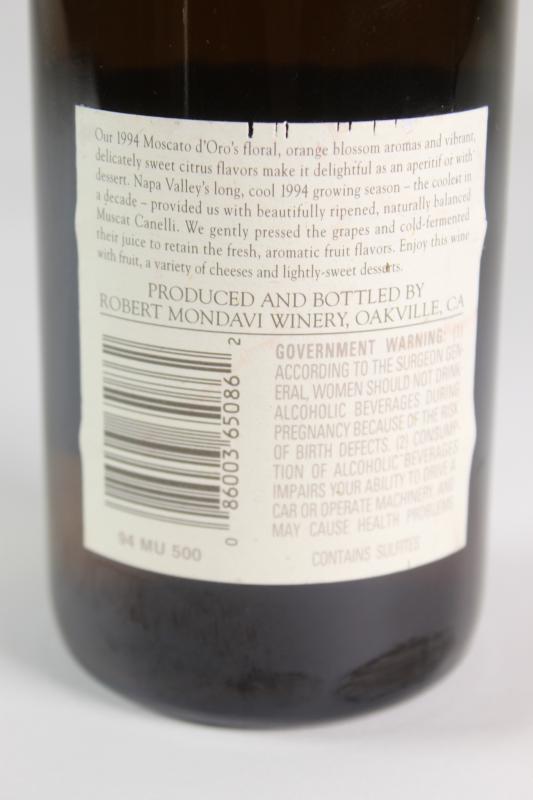 Our 1994 Moscato d'Oro's floral, orange blossom aromas and vibrant,
delicately sweet citrus flavors make it delightful as an aperitif or with
dessert. Napa Valley's long, cool 1994 growing season – the coolest in
a decade – provided us with beautifully ripened, naturally balanced
Muscat Canelli. We gently pressed the grapes and cold-fermented
their juice to retain the fresh, aromatic fruit flavors. Enjoy this wine
with fruit, a variety of cheeses and lightly-sweet desserts.
PRODUCED AND BOTTLED BY
ROBERT MONDAVI WINERY, OAKVILLE, CA
0 86003 65086 2
94 MU 500
GOVERNMENT WARNING: (1)
ACCORDING TO THE SURGEON GEN-
ERAL, WOMEN SHOULD NOT DRINK
ALCOHOLIC BEVERAGES DURING
PREGNANCY BECAUSE OF THE RISK
OF BIRTH DEFECTS. (2) CONSUMP-
TION OF ALCOHOLIC BEVERAGES
IMPAIRS YOUR ABILITY TO DRIVE A
CAR OR OPERATE MACHINERY, AND
MAY CAUSE HEALTH PROBLEMS.
CONTAINS SULFITES